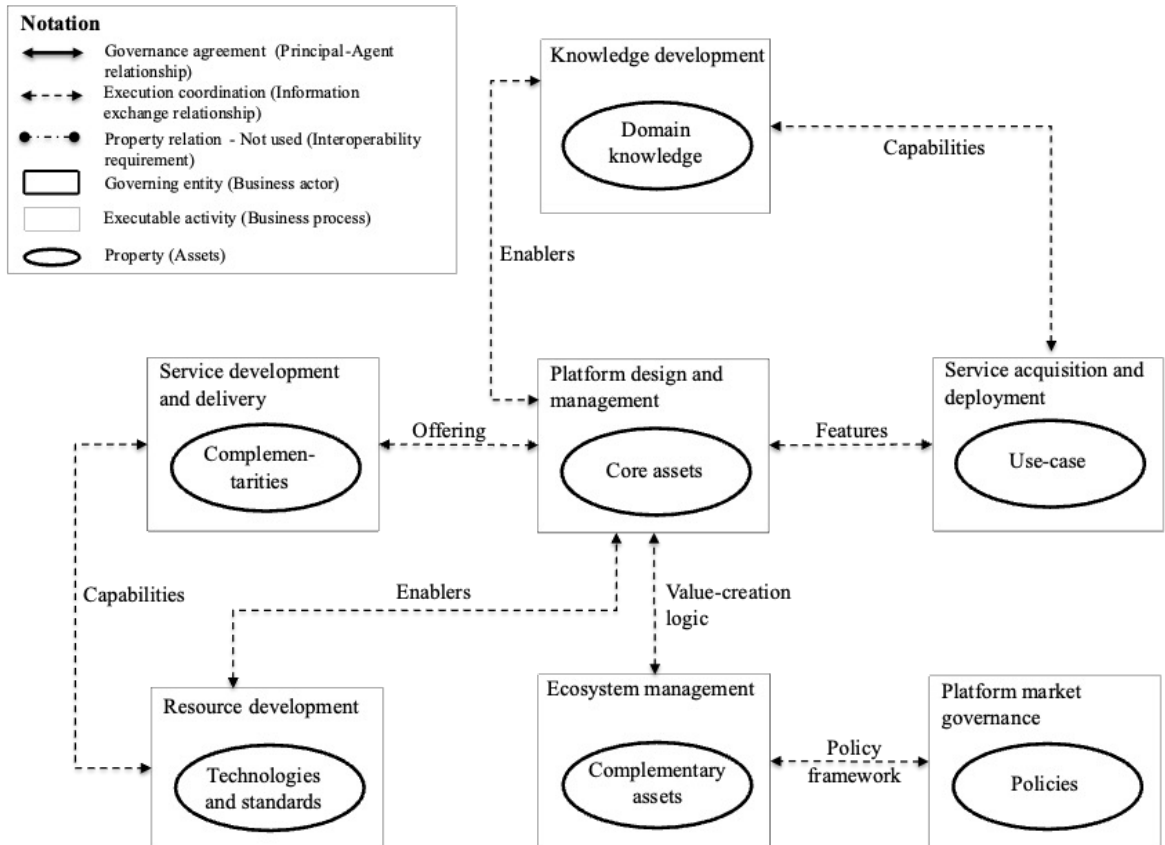 Notation
Governance agreement (Principal-Agent
relationship)
Execution coordination (Information
exchange relationship)
Property relation - Not used (Interoperability
requirement)
Governing entity (Business actor)
Executable activity (Business process)
Property (Assets)
Knowledge development
Domain
knowledge
Capabilities
Enablers
Service development
and delivery
Complemen-
tarities
Offering
Platform design and
management
Core assets
Features
Service acquisition and
deployment
Use-case
Capabilities
Enablers
Value-creation
logic
Resource development
Technologies
and standards
Ecosystem management
Complementary
assets
Policy
framework
Platform market
governance
Policies